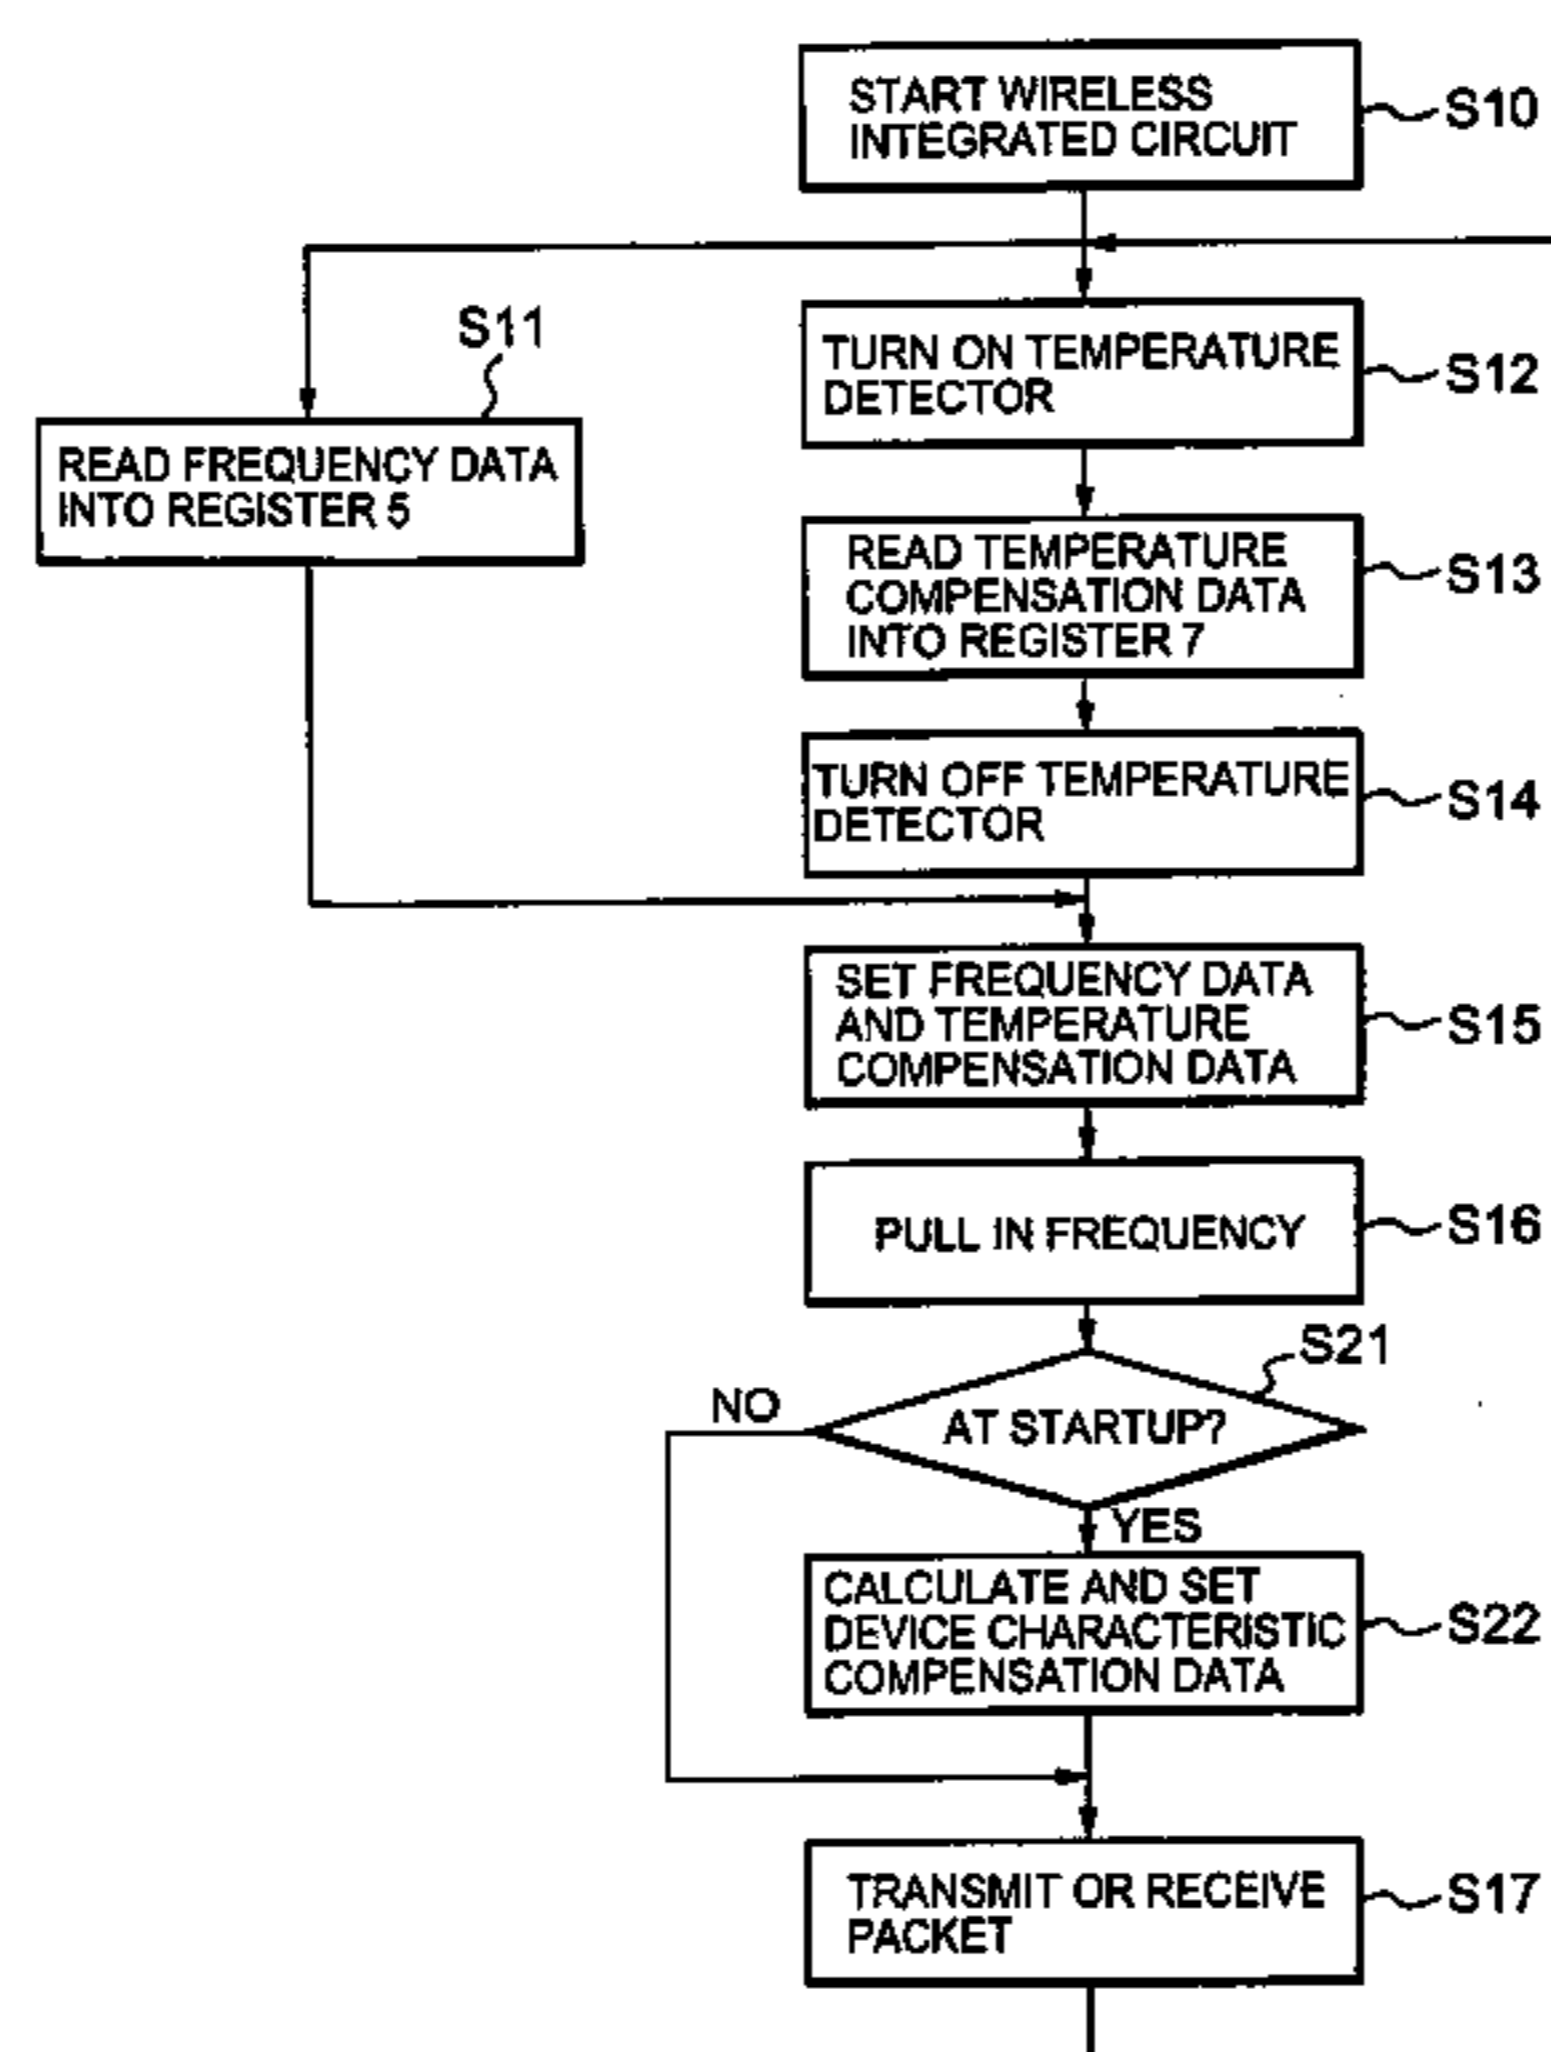 START WIRELESS
INTEGRATED CIRCUIT
S10
S11
READ FREQUENCY DATA
INTO REGISTER 5
TURN ON TEMPERATURE
DETECTOR
S12
READ TEMPERATURE
COMPENSATION DATA
INTO REGISTER 7
S13
TURN OFF TEMPERATURE
DETECTOR
S14
SET FREQUENCY DATA
AND TEMPERATURE
COMPENSATION DATA
S15
PULL IN FREQUENCY
S16
S21
NO
AT STARTUP?
YES
CALCULATE AND SET
DEVICE CHARACTERISTIC
COMPENSATION DATA
S22
TRANSMIT OR RECEIVE
PACKET
S17